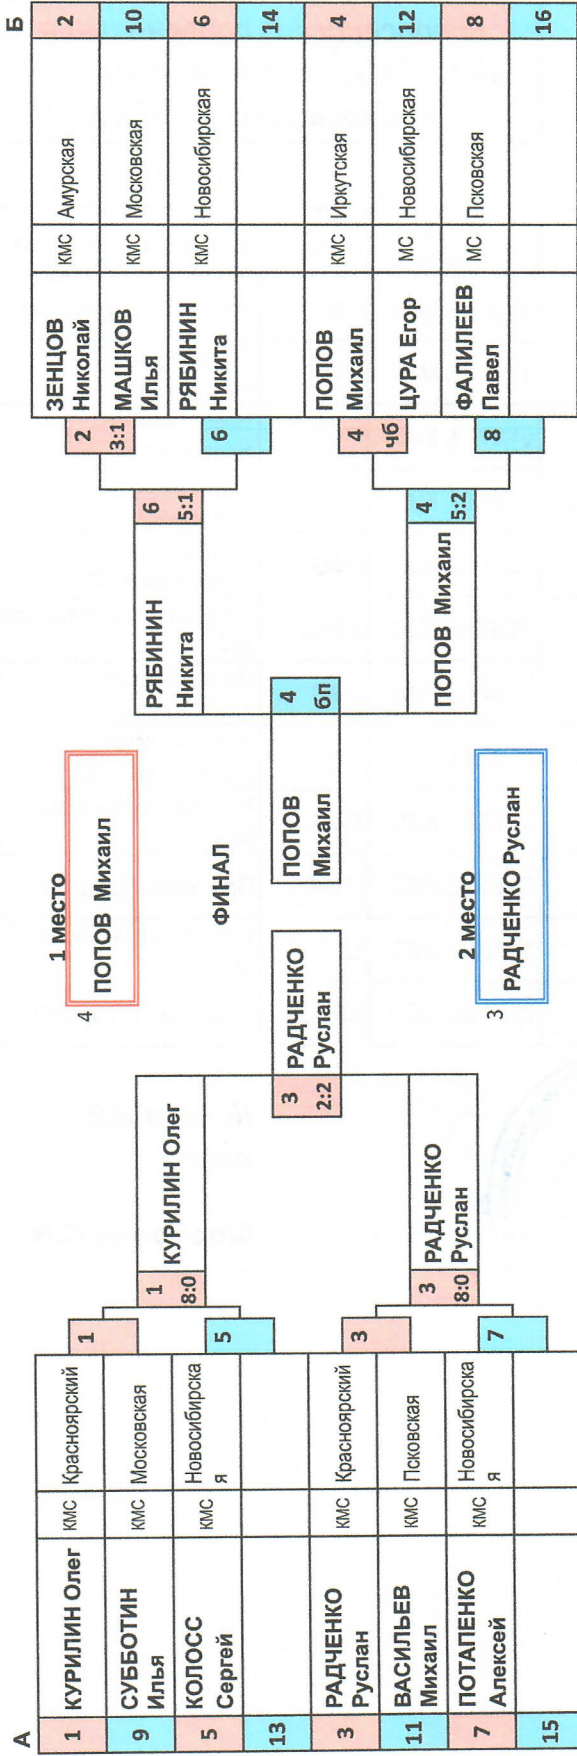 А
1 КУРИЛИН Олег КМС Красноярский
9 СУББОТИН Илья КМС Московская
5 КОЛОСС Сергей КМС Новосибирская
13
3 РАДЧЕНКО Руслан КМС Красноярский
11 ВАСИЛЬЕВ Михаил КМС Псковская
7 ПОТАПЕНКО Алексей КМС Новосибирская
15
1
5
3
7
1 8:0 КУРИЛИН Олег
3 8:0 РАДЧЕНКО Руслан
3 2:2 РАДЧЕНКО Руслан
1 место
4 ПОПОВ Михаил
ФИНАЛ
2 место
3 РАДЧЕНКО Руслан
ПОПОВ Михаил 4 бп
РЯБИНИН Никита 6 5:1
ПОПОВ Михаил 4 5:2
2 3:1
6
4 чб
8
Б
ЗЕНЦОВ Николай КМС Амурская 2
МАШКОВ Илья КМС Московская 10
РЯБИНИН Никита КМС Новосибирская 6
14
ПОПОВ Михаил КМС Иркутская 4
ЦУРА Егор МС Новосибирская 12
ФАЛИЛЕЕВ Павел МС Псковская 8
16